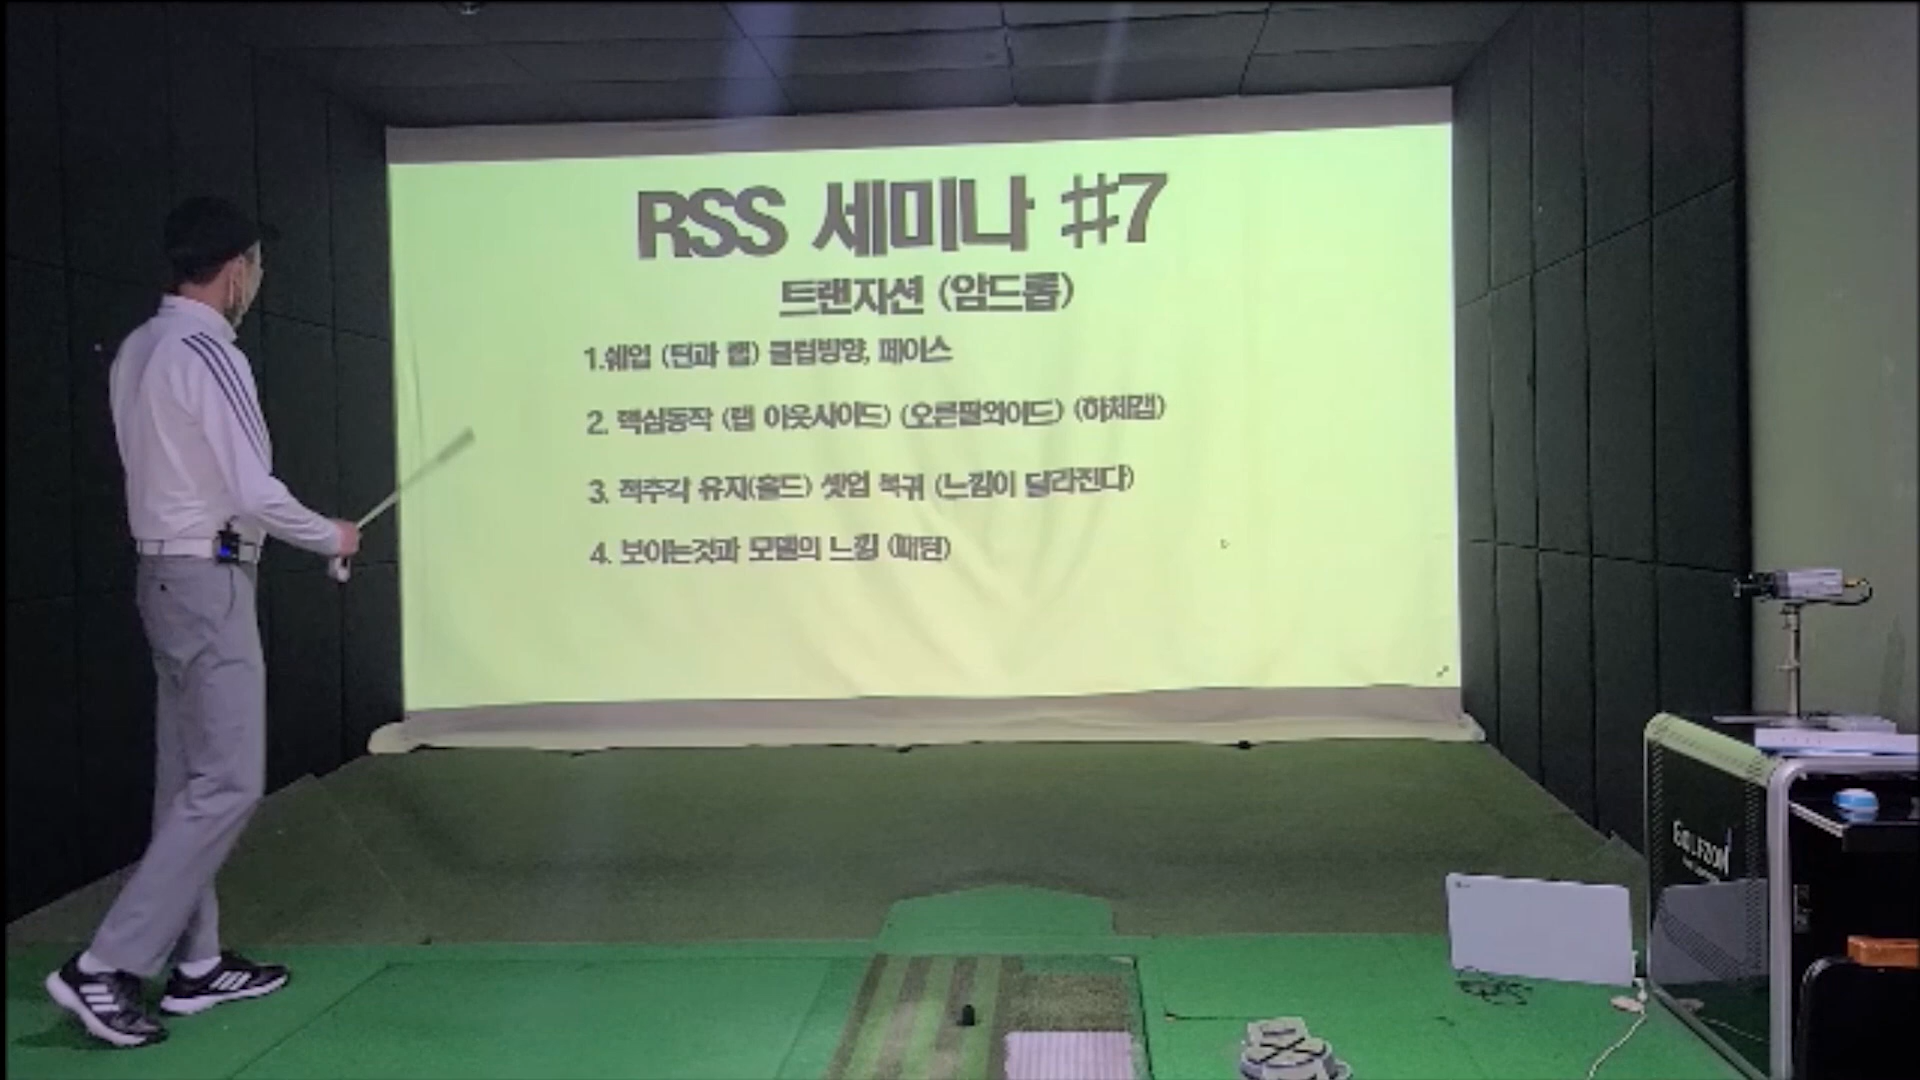 RSS 세미나 #7
트랜지션 (암드롭)
1.쉐입 (턴과 랩) 클럽방향, 페이스
2. 핵심동작 (랩 아웃사이드) (오른팔와이드) (하체갭)
3. 척추각 유지(홀드) 셋업 복귀 (느낌이 달라진다)
4. 보이는것과 모델의 느낌 (패턴)
GOLFZON